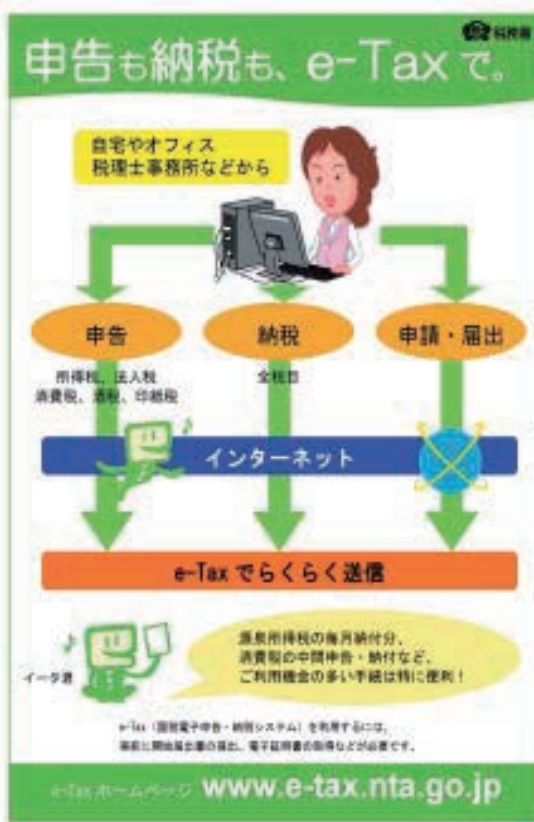 税務署
申告も納税も、e-Taxで。
自宅やオフィス
税理士事務所などから
申告
納税
申請・届出
所得税、法人税
消費税、酒税、印紙税
全税目
インターネット
e-Taxでらくらく送信
源泉所得税の毎月納付分、
消費税の中間申告・納付など、
ご利用機会の多い手続は特に便利！
イータ君
e-Tax（国税電子申告・納税システム）を利用するには、
事前に開始届出書の提出、電子証明書の取得などが必要です。
e-Taxホームページ www.e-tax.nta.go.jp